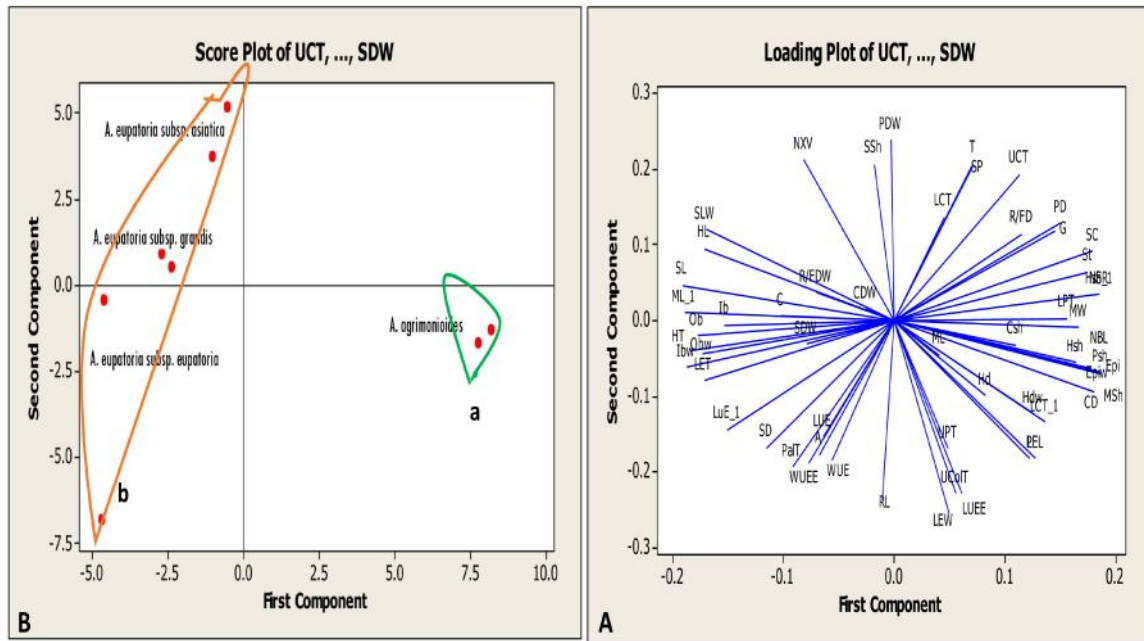 Score Plot of UCT, ..., SDW
Second Component
5.0
2.5
0.0
-2.5
-5.0
-7.5
A. eupatoria subsp. asiatica
A. eupatoria subsp. grandis
A. agrimonioides
A. eupatoria subsp. eupatoria
a
b
-5.0 -2.5 0.0 2.5 5.0 7.5 10.0
First Component
B
Loading Plot of UCT, ..., SDW
Second Component
0.3
0.2
0.1
0.0
-0.1
-0.2
-0.3
PDW
NXV SSh T UCT
SP
LCT
SLW R/FD PD
HL G SC
St
SL R/FDW CDW
ML_1 Ib C LPT MW
Ob SDW Csh
HT Obw ML Hsh NBL
Ibw Psh
LET Hd Epi
Epiw
Hdw MSh
LuE_1 LUE LCT_1 CD
SD A UPT PEL
PalT
WUEE WUE UColT
RL LUEE
LEW
-0.2 -0.1 0.0 0.1 0.2
First Component
A